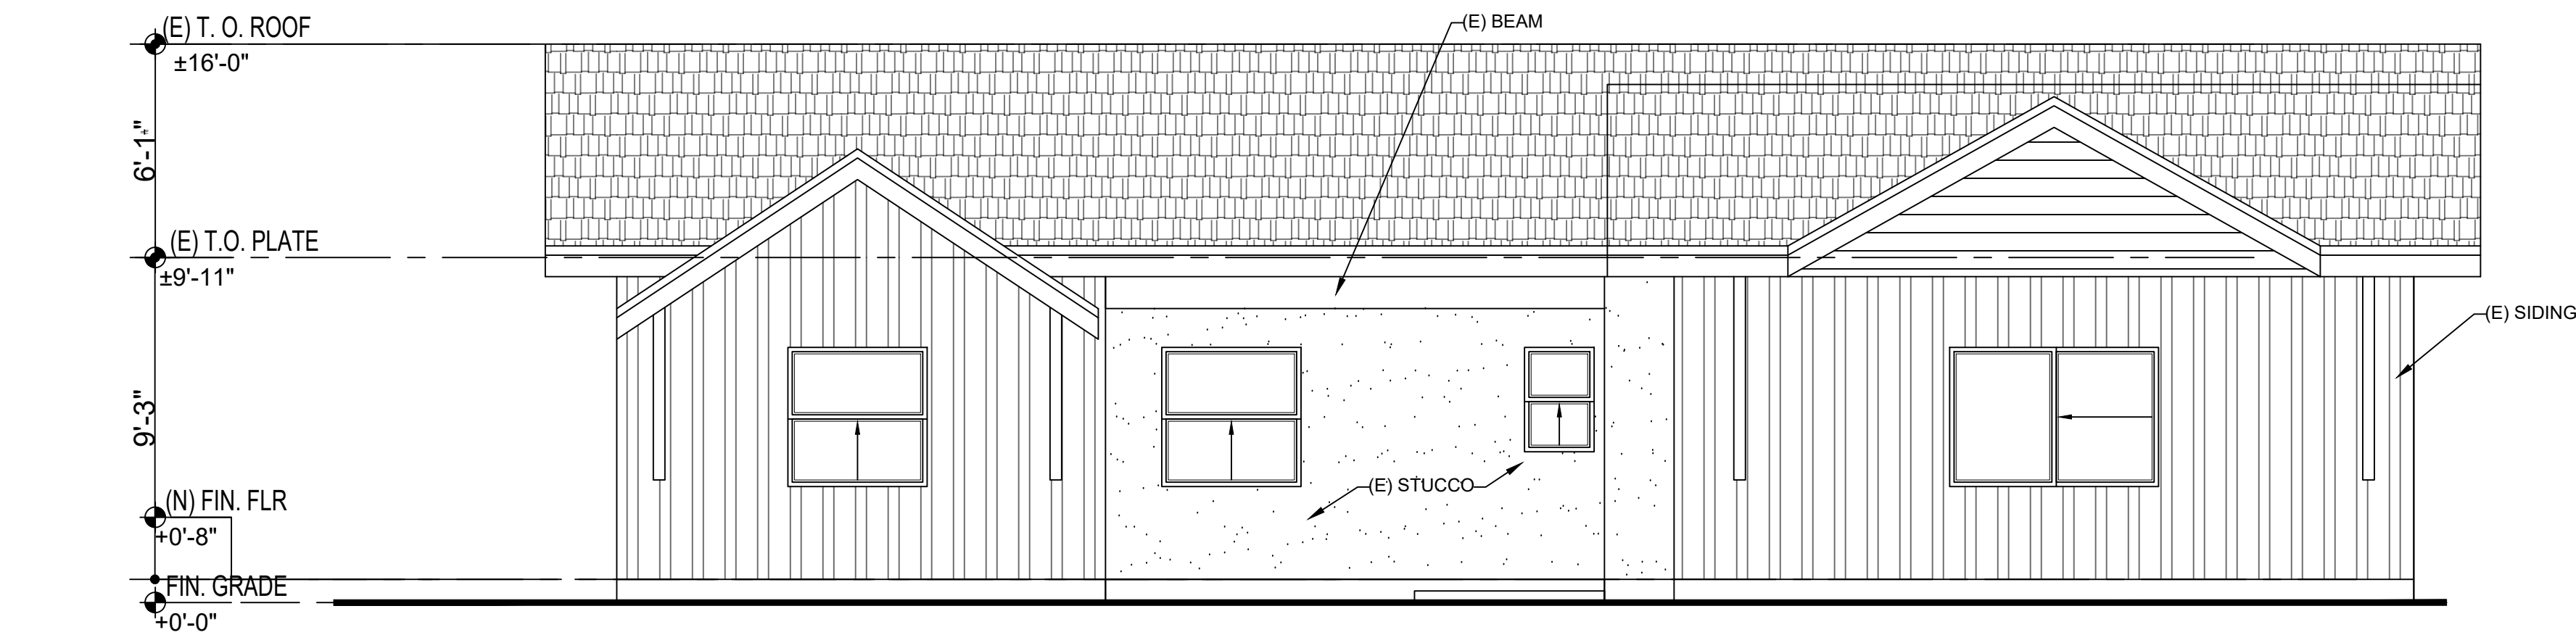 (E) BEAM
(E) T. O. ROOF
±16'-0"
6'-1"±
(E) T.O. PLATE
±9'-11"
(E) SIDING
9'-3"
(E) STUCCO
(N) FIN. FLR
+0'-8"
FIN. GRADE
+0'-0"